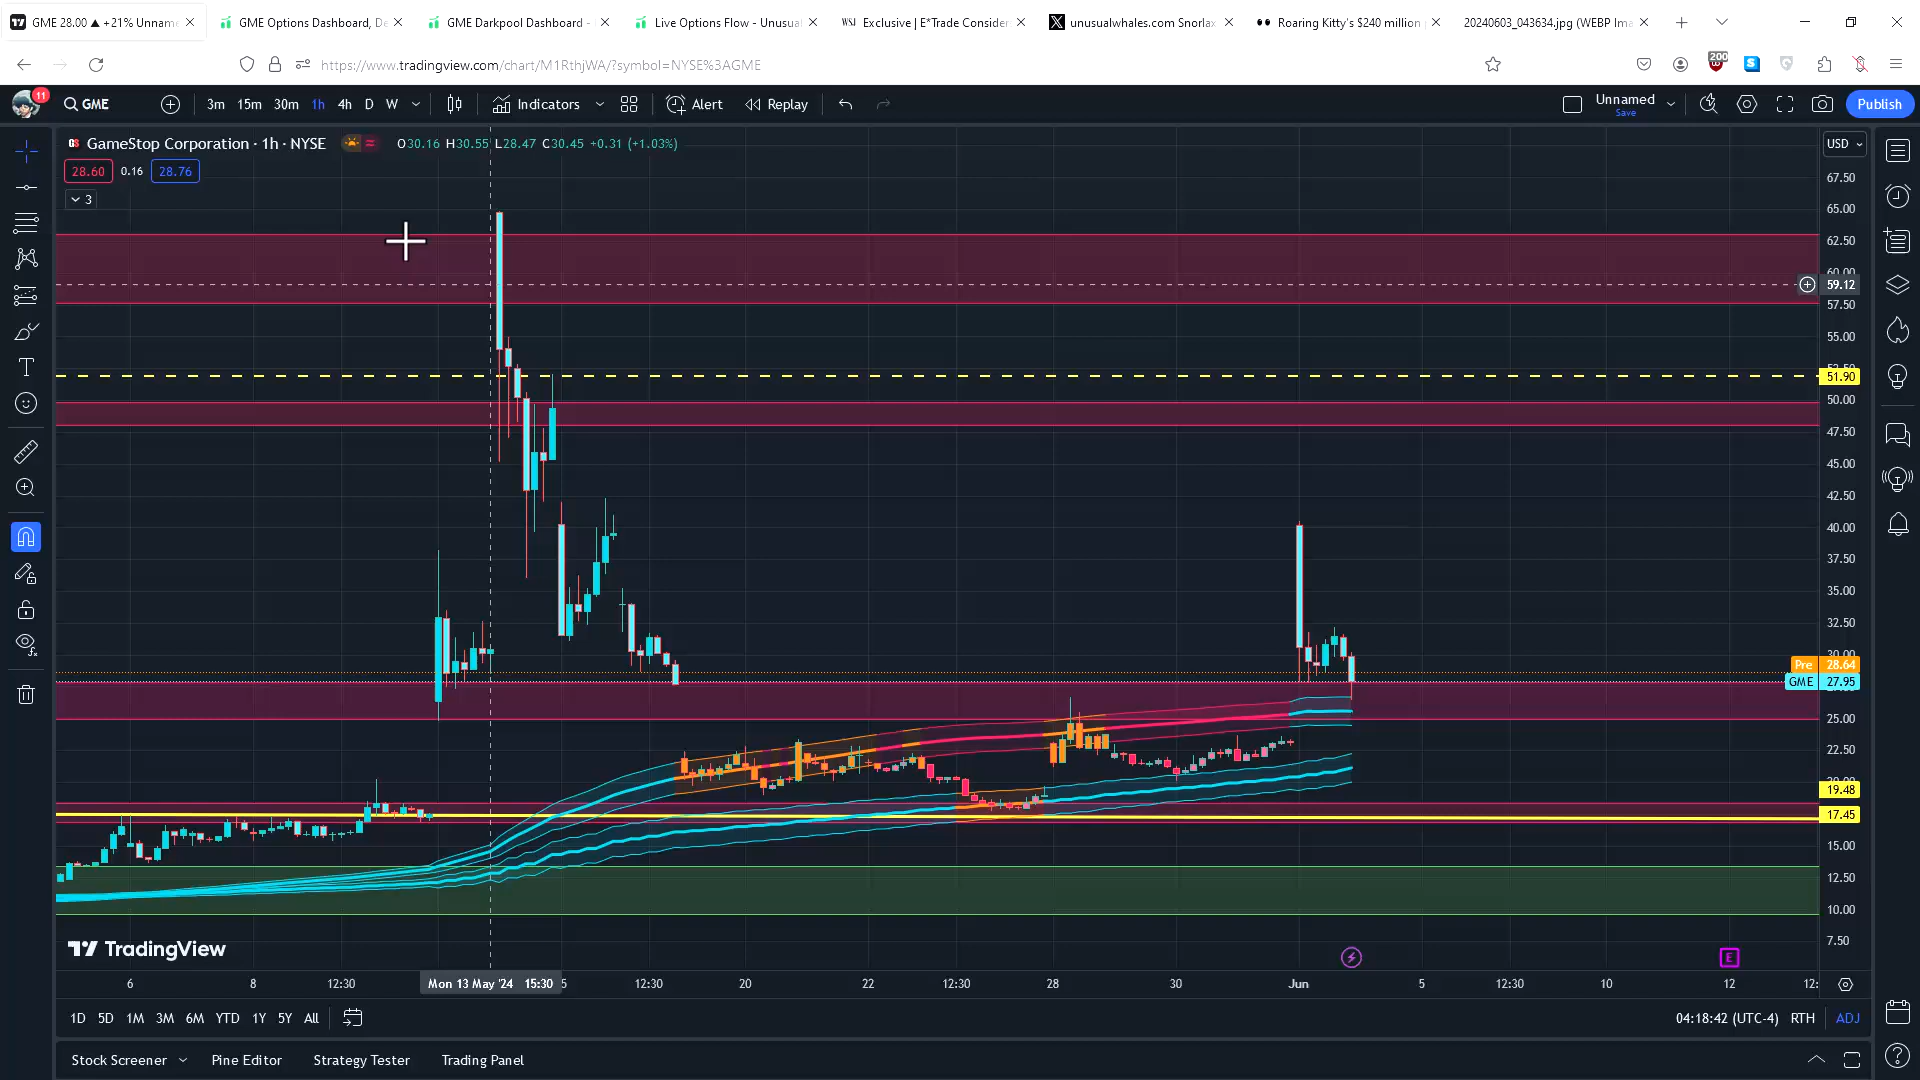 GME 28.00 ▲ +21% Unnam
GME Options Dashboard, De
GME Darkpool Dashboard -
Live Options Flow - Unusual
WSJ Exclusive | E*Trade Consider
unusualwhales.com Snorlax
Roaring Kitty's $240 million
20240603_043634.jpg (WEBP Ima
https://www.tradingview.com/chart/M1RthjWA/?symbol=NYSE%3AGME
200
11
GME
3m 15m 30m 1h 4h D W
Indicators
Alert
Replay
Unnamed
Save
Publish
GameStop Corporation · 1h · NYSE
O30.16 H30.55 L28.47 C30.45 +0.31 (+1.03%)
USD
28.60 0.16 28.76
3
67.50
65.00
62.50
60.00
59.12
57.50
55.00
51.90
50.00
47.50
45.00
42.50
40.00
37.50
35.00
32.50
30.00
Pre 28.64
GME 27.95
25.00
22.50
20.00
19.48
17.45
15.00
12.50
10.00
7.50
TradingView
E
6 8 12:30 Mon 13 May '24 15:30 5 12:30 20 22 12:30 28 30 Jun 5 12:30 10 12 12:
1D 5D 1M 3M 6M YTD 1Y 5Y All
04:18:42 (UTC-4) RTH ADJ
Stock Screener Pine Editor Strategy Tester Trading Panel